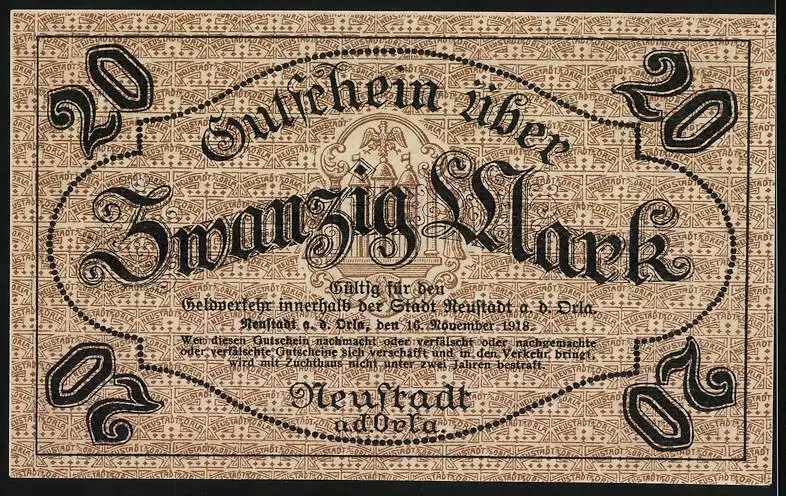 20
20
Gutschein über
Zwanzig Mark
Gültig für den
Geldverkehr innerhalb der Stadt Neustadt a. d. Orla.
Neustadt a. d. Orla, den 16. November 1918.
Wer diesen Gutschein nachmacht oder verfälscht oder nachgemachte
oder verfälschte Gutscheine sich verschafft und in den Verkehr bringt,
wird mit Zuchthaus nicht unter zwei Jahren bestraft.
Neustadt
ad Orla
20
20